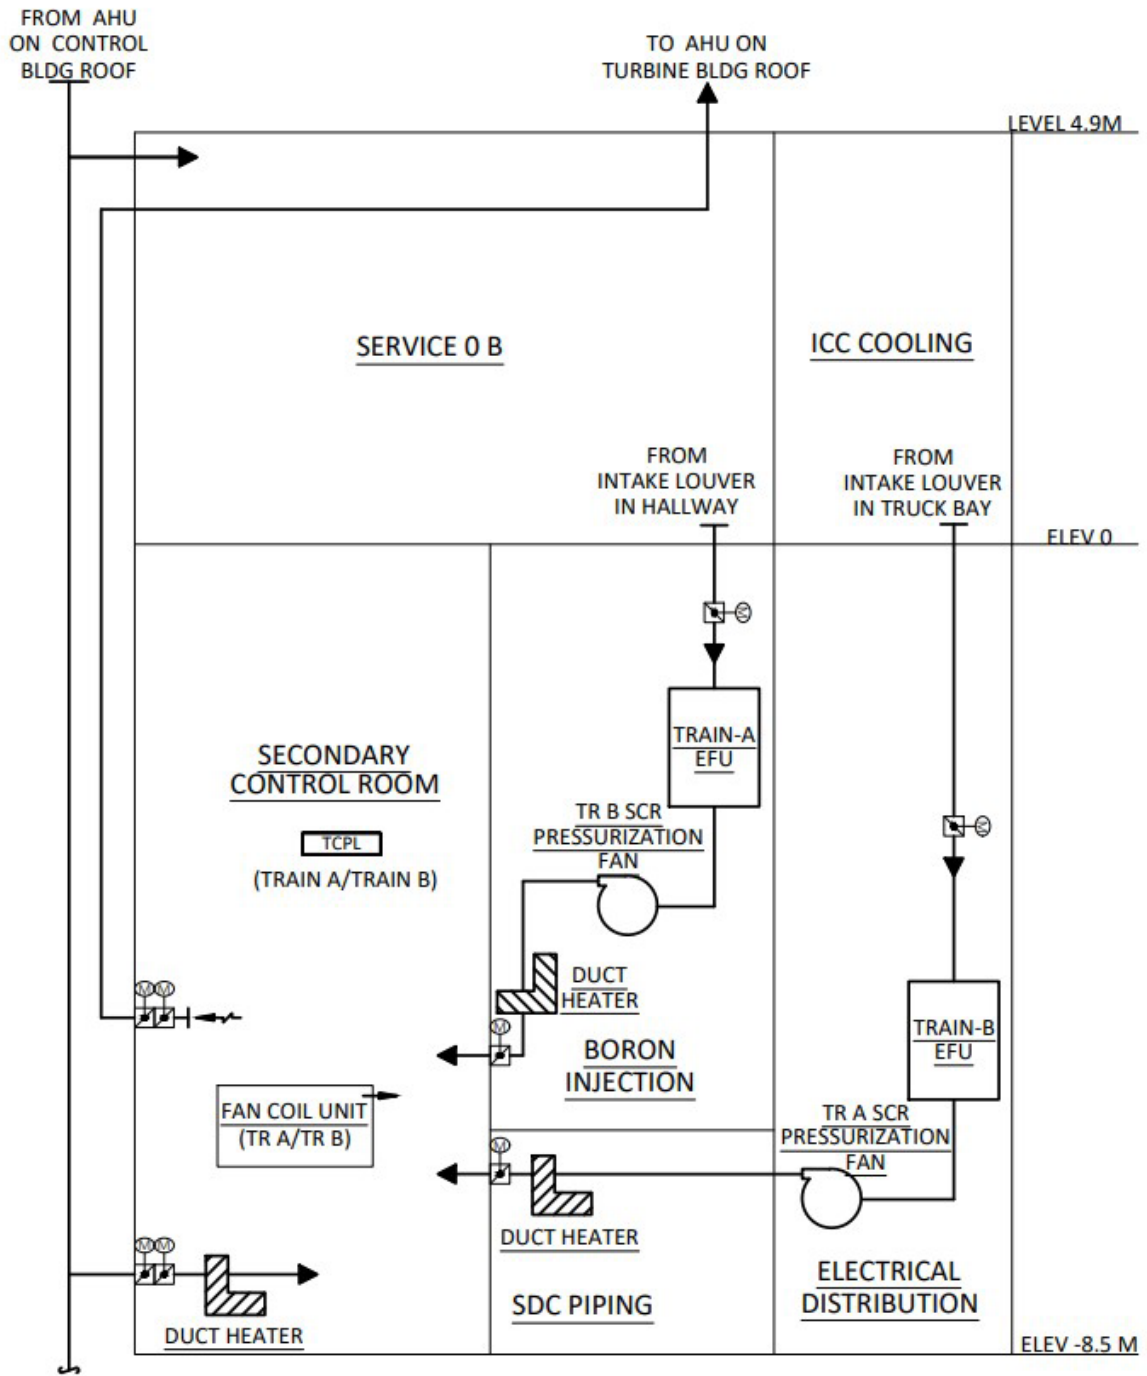 FROM AHU
ON CONTROL
BLDG ROOF
TO AHU ON
TURBINE BLDG ROOF
LEVEL 4.9M
SERVICE 0 B
ICC COOLING
FROM
INTAKE LOUVER
IN HALLWAY
FROM
INTAKE LOUVER
IN TRUCK BAY
ELEV 0
M
TRAIN-A
EFU
SECONDARY
CONTROL ROOM
TCPL
(TRAIN A/TRAIN B)
TR B SCR
PRESSURIZATION
FAN
M
DUCT
HEATER
M M
M
TRAIN-B
EFU
BORON
INJECTION
FAN COIL UNIT
(TR A/TR B)
TR A SCR
PRESSURIZATION
FAN
M
DUCT HEATER
M M
ELECTRICAL
DISTRIBUTION
SDC PIPING
DUCT HEATER
ELEV -8.5 M